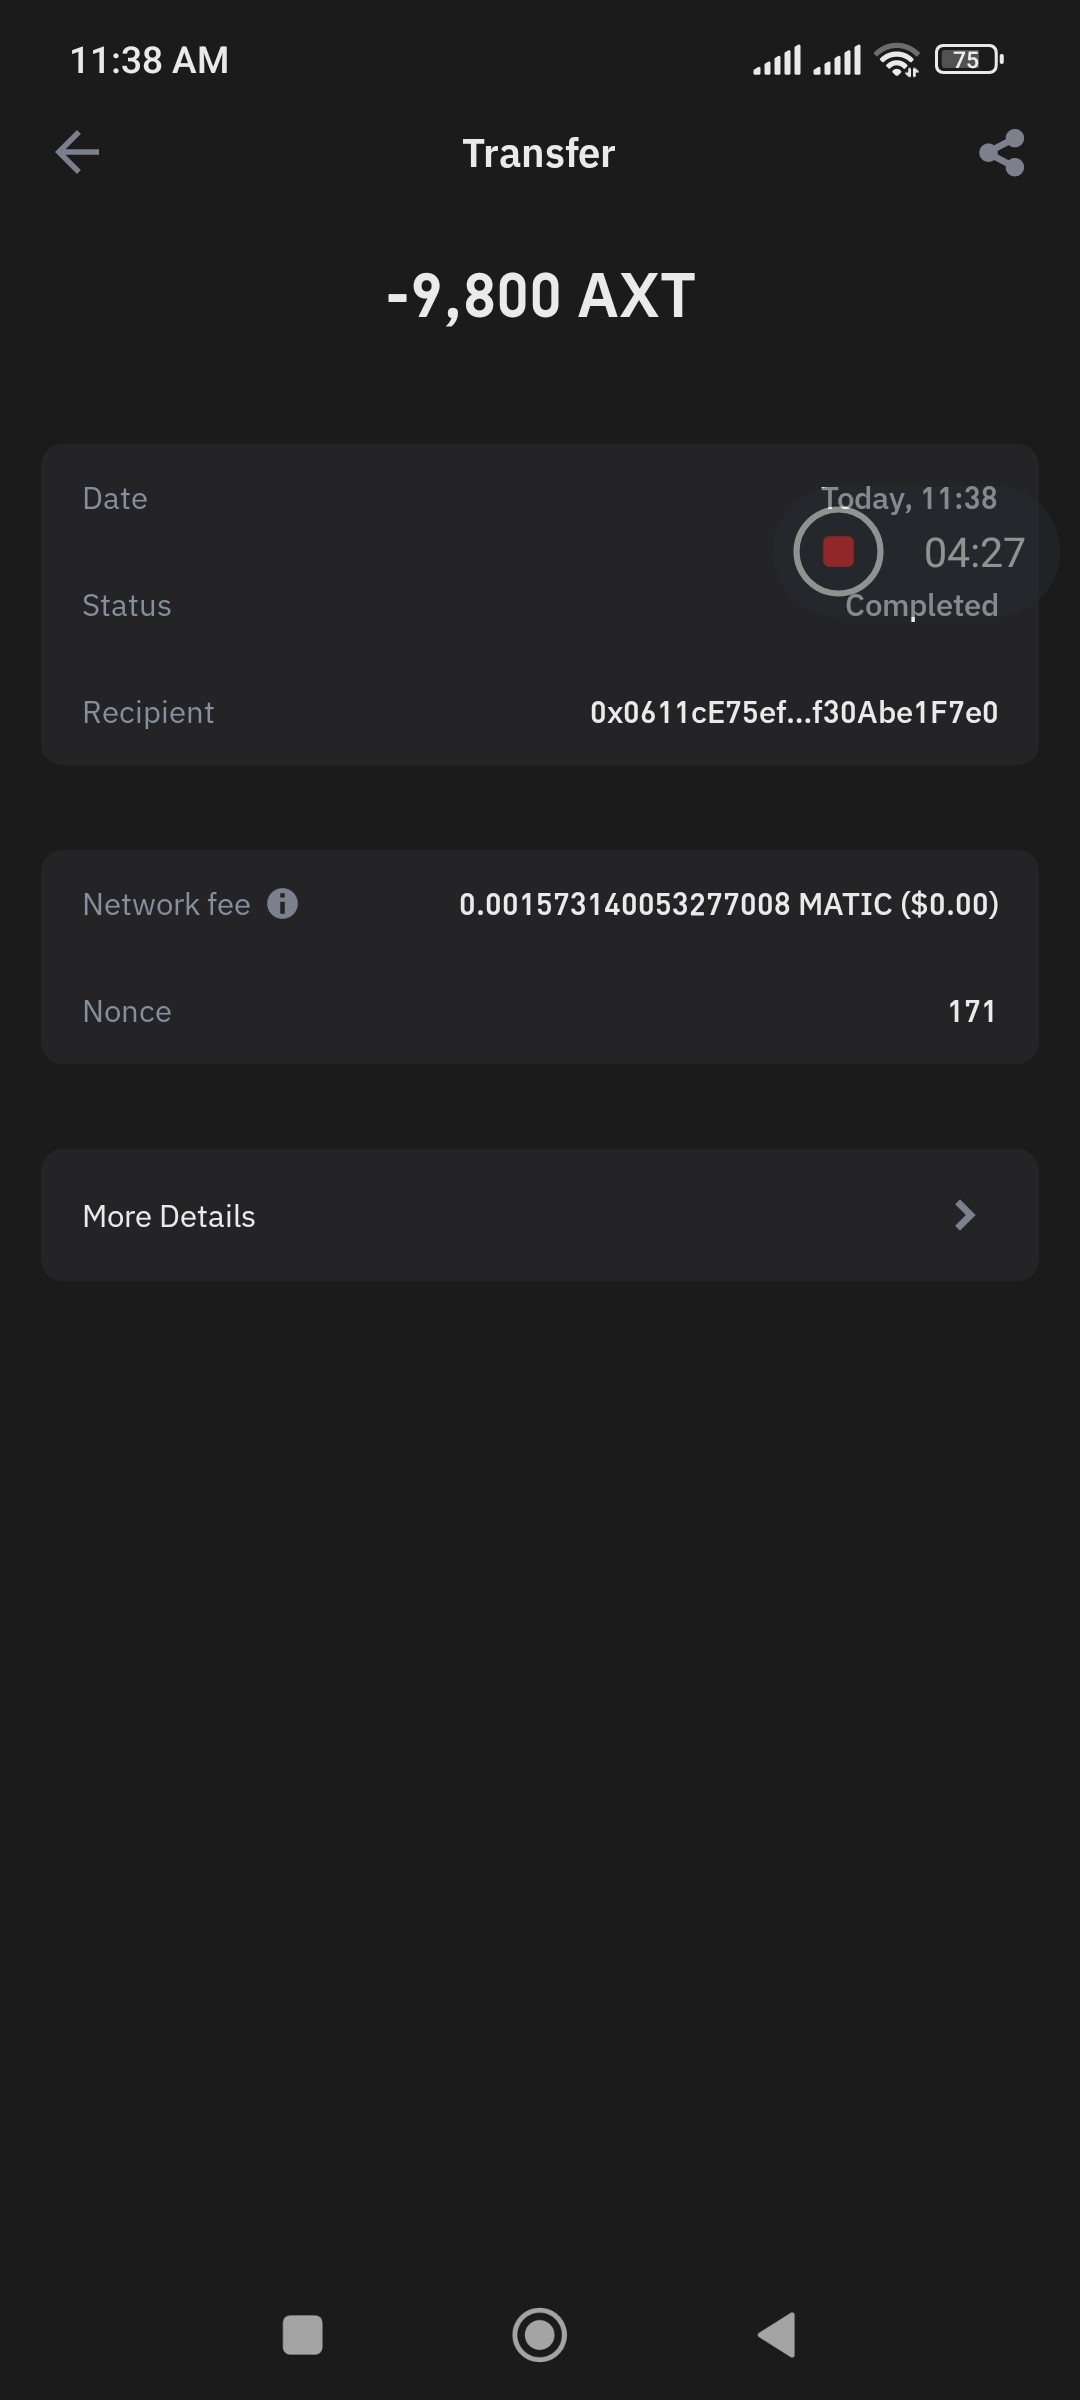 11:38 AM
75
Transfer
-9,800 AXT
Date Today, 11:38
04:27
Status Completed
Recipient 0x0611cE75ef...f30Abe1F7e0
Network fee 0.001573140053277008 MATIC ($0.00)
Nonce 171
More Details